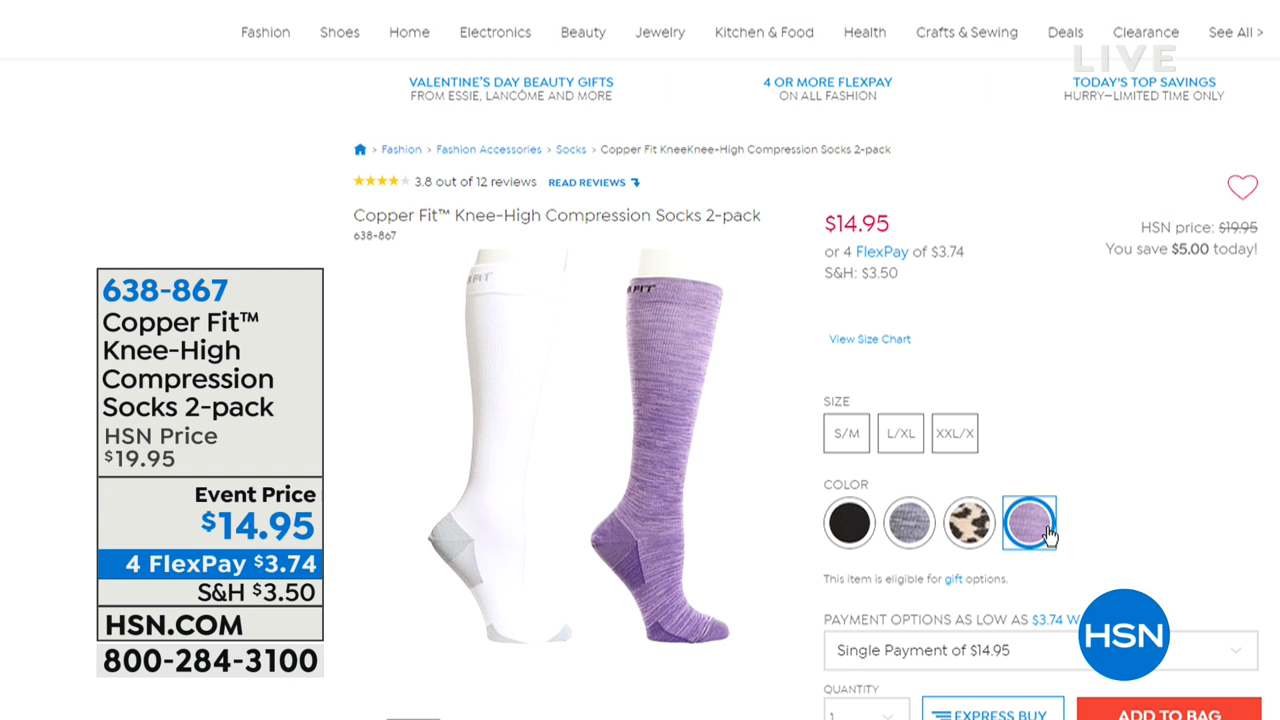 Fashion Shoes Home Electronics Beauty Jewelry Kitchen & Food Health Crafts & Sewing Deals Clearance See All >
LIVE
VALENTINE'S DAY BEAUTY GIFTS
FROM ESSIE, LANCÔME AND MORE
4 OR MORE FLEXPAY
ON ALL FASHION
TODAY'S TOP SAVINGS
HURRY—LIMITED TIME ONLY
> Fashion > Fashion Accessories > Socks > Copper Fit KneeKnee-High Compression Socks 2-pack
3.8 out of 12 reviews READ REVIEWS
Copper Fit™ Knee-High Compression Socks 2-pack
638-867
FIT
FIT
$14.95
or 4 FlexPay of $3.74
S&H: $3.50
HSN price: $19.95
You save $5.00 today!
View Size Chart
SIZE
S/M L/XL XXL/X
COLOR
This item is eligible for gift options.
PAYMENT OPTIONS AS LOW AS $3.74 W
Single Payment of $14.95
QUANTITY
1
EXPRESS BUY
ADD TO BAG
638-867
Copper Fit™
Knee-High
Compression
Socks 2-pack
HSN Price
$19.95
Event Price
$14.95
4 FlexPay $3.74
S&H $3.50
HSN.COM
800-284-3100
HSN